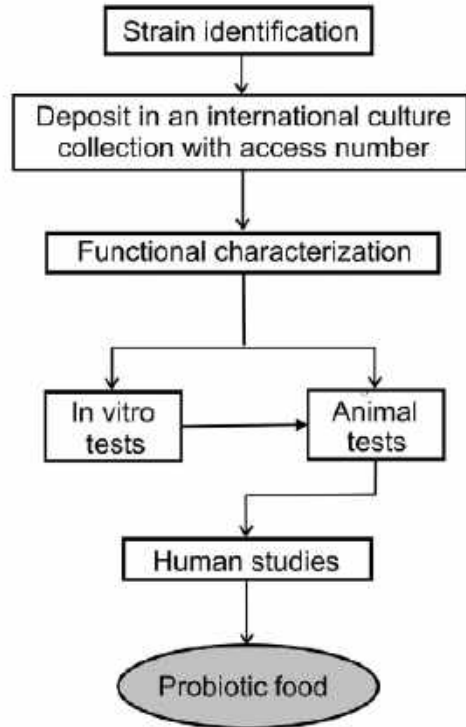 Strain identification
Deposit in an international culture
collection with access number
Functional characterization
In vitro
tests
Animal
tests
Human studies
Probiotic food